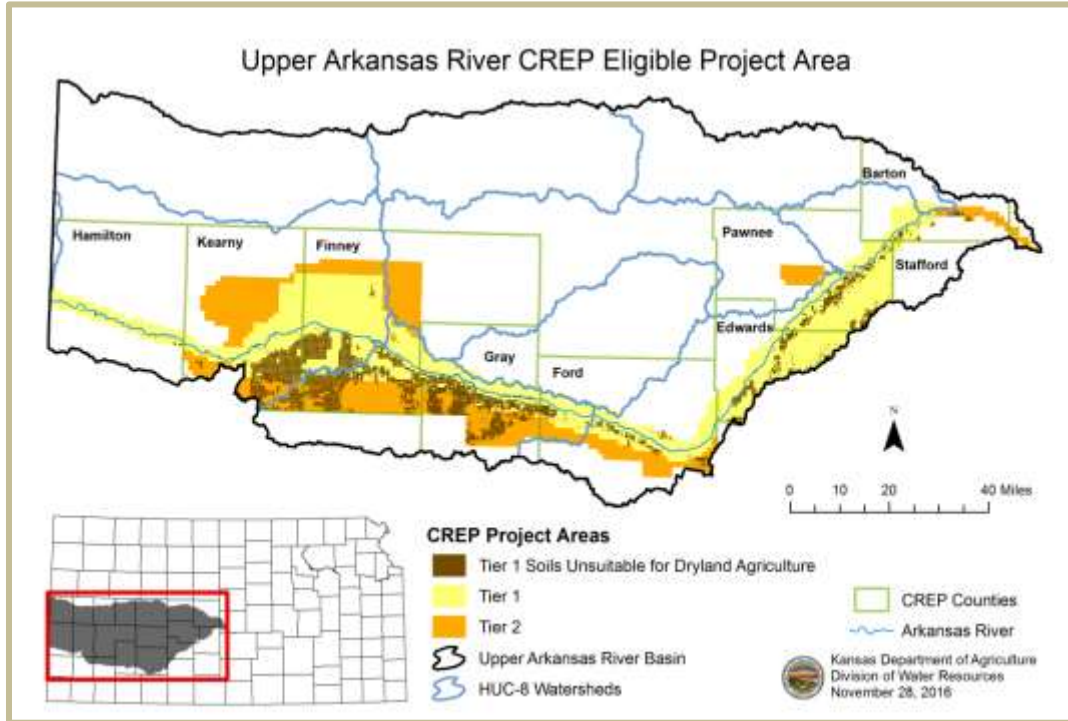 Upper Arkansas River CREP Eligible Project Area
Barton
Hamilton
Kearny
Finney
Pawnee
Stafford
Edwards
Gray
Ford
N
0 10 20 40 Miles
CREP Project Areas
Tier 1 Soils Unsuitable for Dryland Agriculture
Tier 1
Tier 2
Upper Arkansas River Basin
HUC-8 Watersheds
CREP Counties
Arkansas River
Kansas Department of Agriculture
Division of Water Resources
November 28, 2016